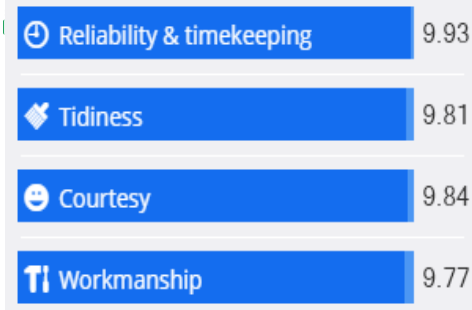 Reliability & timekeeping 9.93
Tidiness 9.81
Courtesy 9.84
Workmanship 9.77